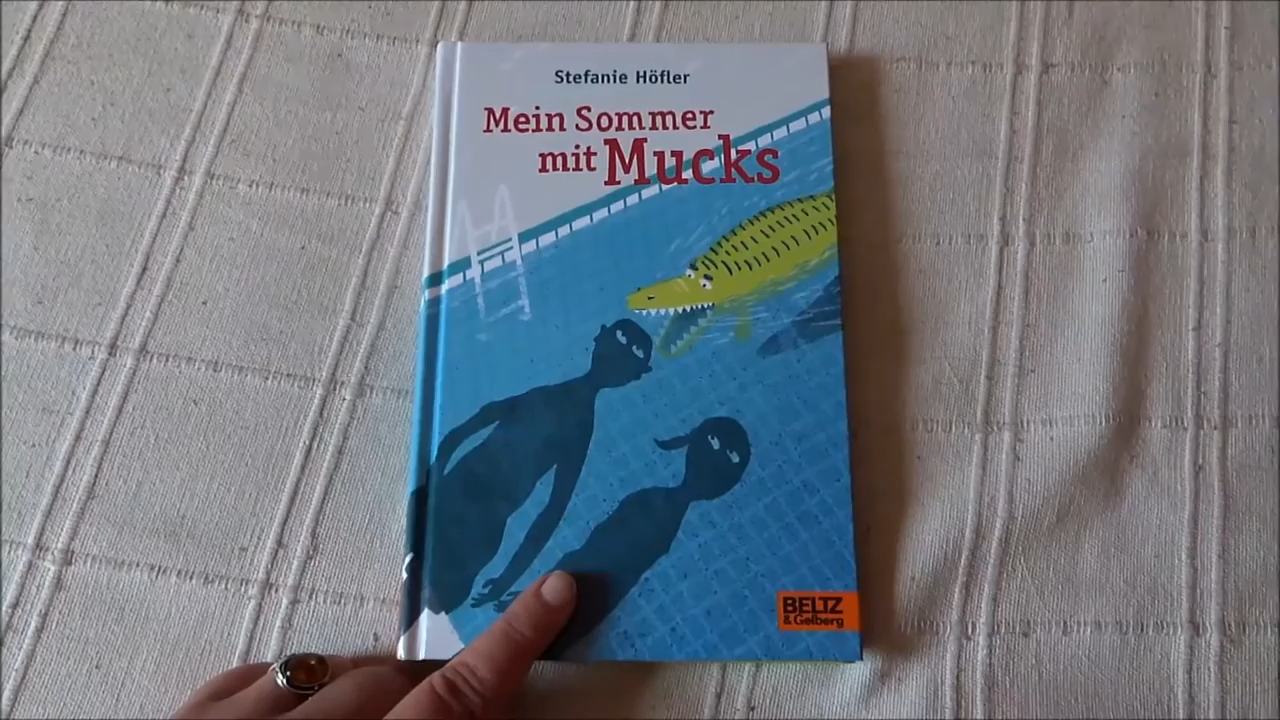 Stefanie Höfler
Mein Sommer
mit Mucks
BELTZ
& Gelberg